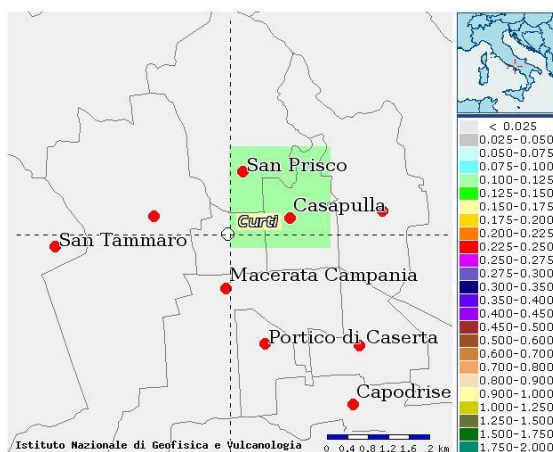 San Prisco
Casapulla
Curti
San Tammaro
Macerata Campania
Portico di Caserta
Capodrise
Istituto Nazionale di Geofisica e Vulcanologia
0 0.4 0.8 1.2 1.6 2 km
< 0.025
0.025-0.050
0.050-0.075
0.075-0.100
0.100-0.125
0.125-0.150
0.150-0.175
0.175-0.200
0.200-0.225
0.225-0.250
0.250-0.275
0.275-0.300
0.300-0.350
0.350-0.400
0.400-0.450
0.450-0.500
0.500-0.600
0.600-0.700
0.700-0.800
0.800-0.900
0.900-1.000
1.000-1.250
1.250-1.500
1.500-1.750
1.750-2.000